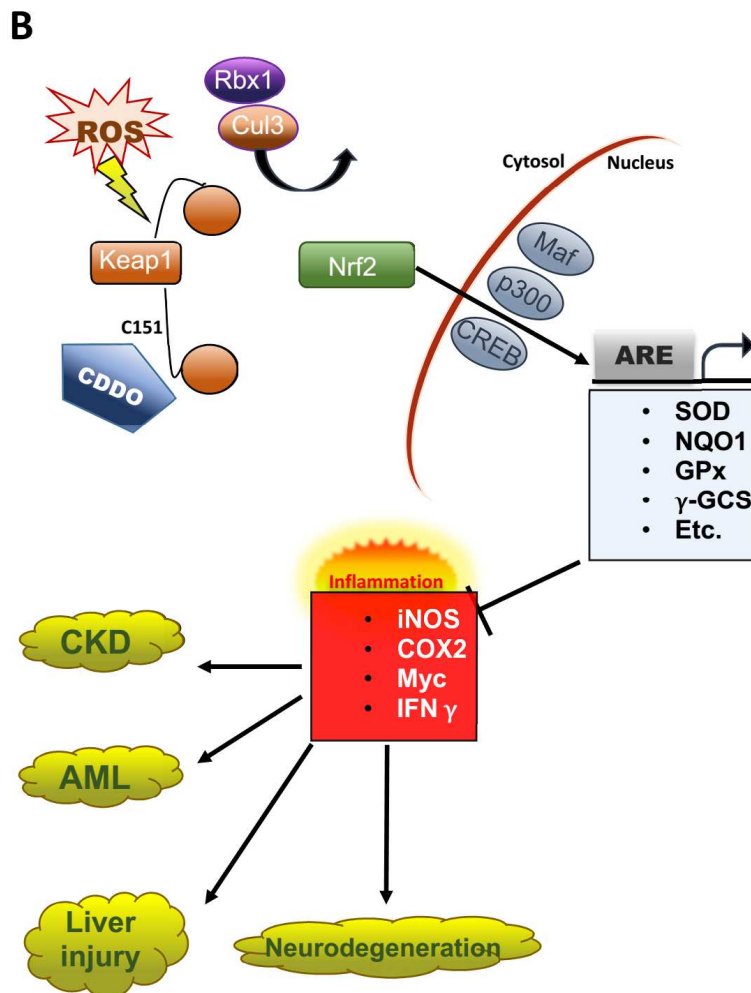 B
Rbx1
ROS
Cul3
Cytosol
Nucleus
Maf
Keap1
Nrf2
p300
CREB
C151
ARE
CDDO
• SOD
• NQO1
• GPx
• γ-GCS
• Etc.
Inflammation
• iNOS
• COX2
• Myc
• IFN γ
CKD
AML
Liver
injury
Neurodegeneration